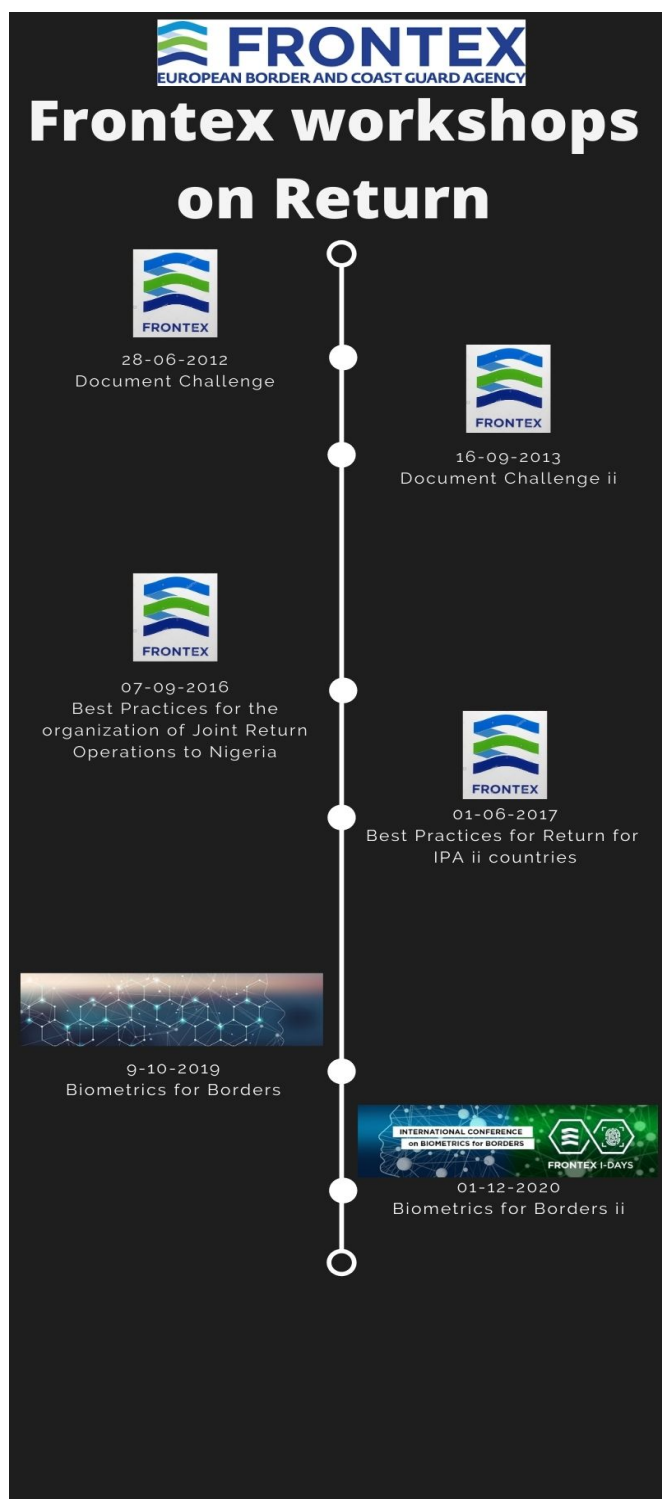 FRONTEX
EUROPEAN BORDER AND COAST GUARD AGENCY
Frontex workshops
on Return
FRONTEX
28-06-2012
Document Challenge
FRONTEX
16-09-2013
Document Challenge ii
FRONTEX
07-09-2016
Best Practices for the
organization of Joint Return
Operations to Nigeria
FRONTEX
01-06-2017
Best Practices for Return for
IPA ii countries
9-10-2019
Biometrics for Borders
INTERNATIONAL CONFERENCE
on BIOMETRICS for BORDERS
FRONTEX I-DAYS
01-12-2020
Biometrics for Borders ii